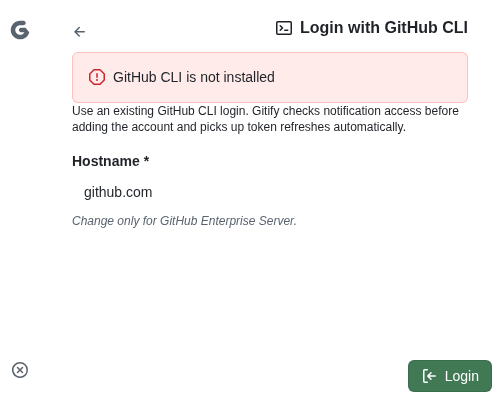 Login with GitHub CLI
GitHub CLI is not installed
Use an existing GitHub CLI login. Gitify checks notification access before
adding the account and picks up token refreshes automatically.
Hostname *
github.com
Change only for GitHub Enterprise Server.
Login